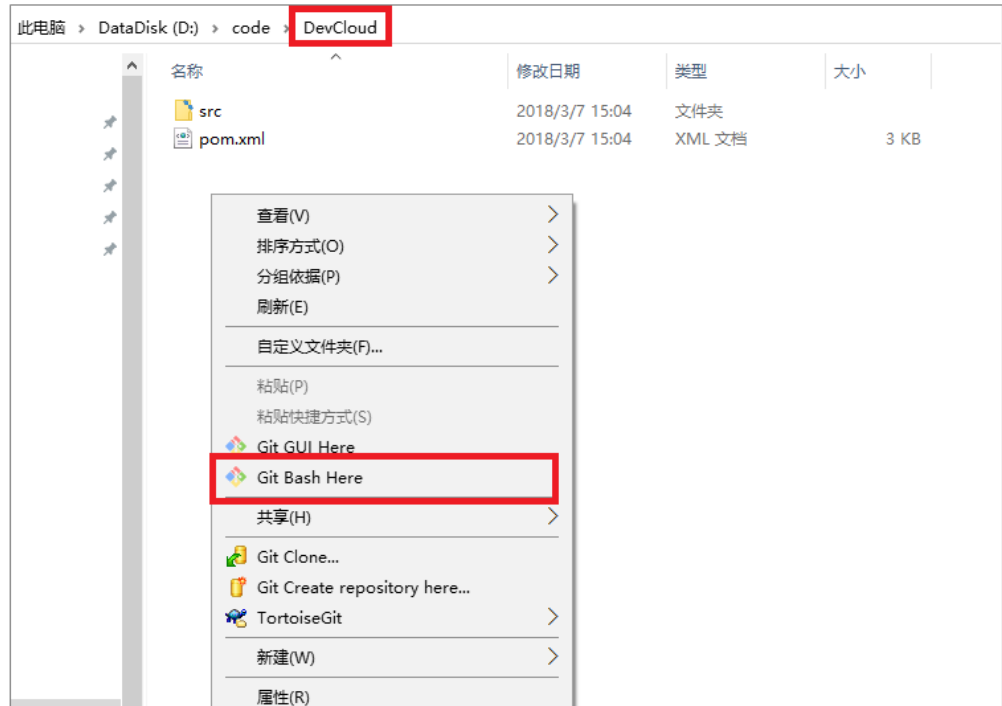 此电脑 > DataDisk (D:) > code > DevCloud
名称 修改日期 类型 大小
src 2018/3/7 15:04 文件夹
pom.xml 2018/3/7 15:04 XML 文档 3 KB
查看(V)
排序方式(O)
分组依据(P)
刷新(E)
自定义文件夹(F)...
粘贴(P)
粘贴快捷方式(S)
Git GUI Here
Git Bash Here
共享(H)
Git Clone...
Git Create repository here...
TortoiseGit
新建(W)
属性(R)